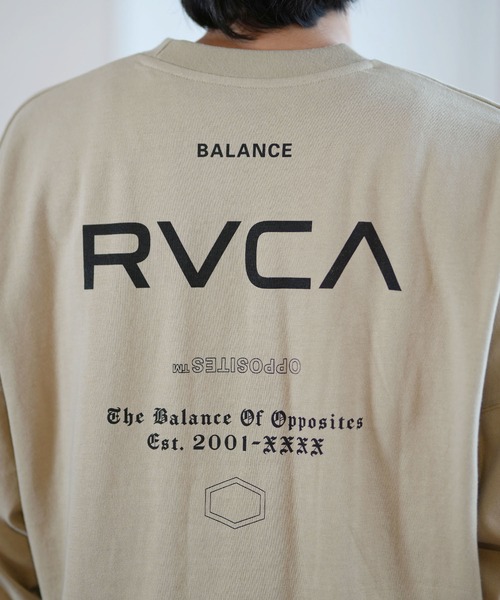 BALANCE
RVCA
OPPOSITES™
The Balance Of Opposites
Est. 2001-XXXX